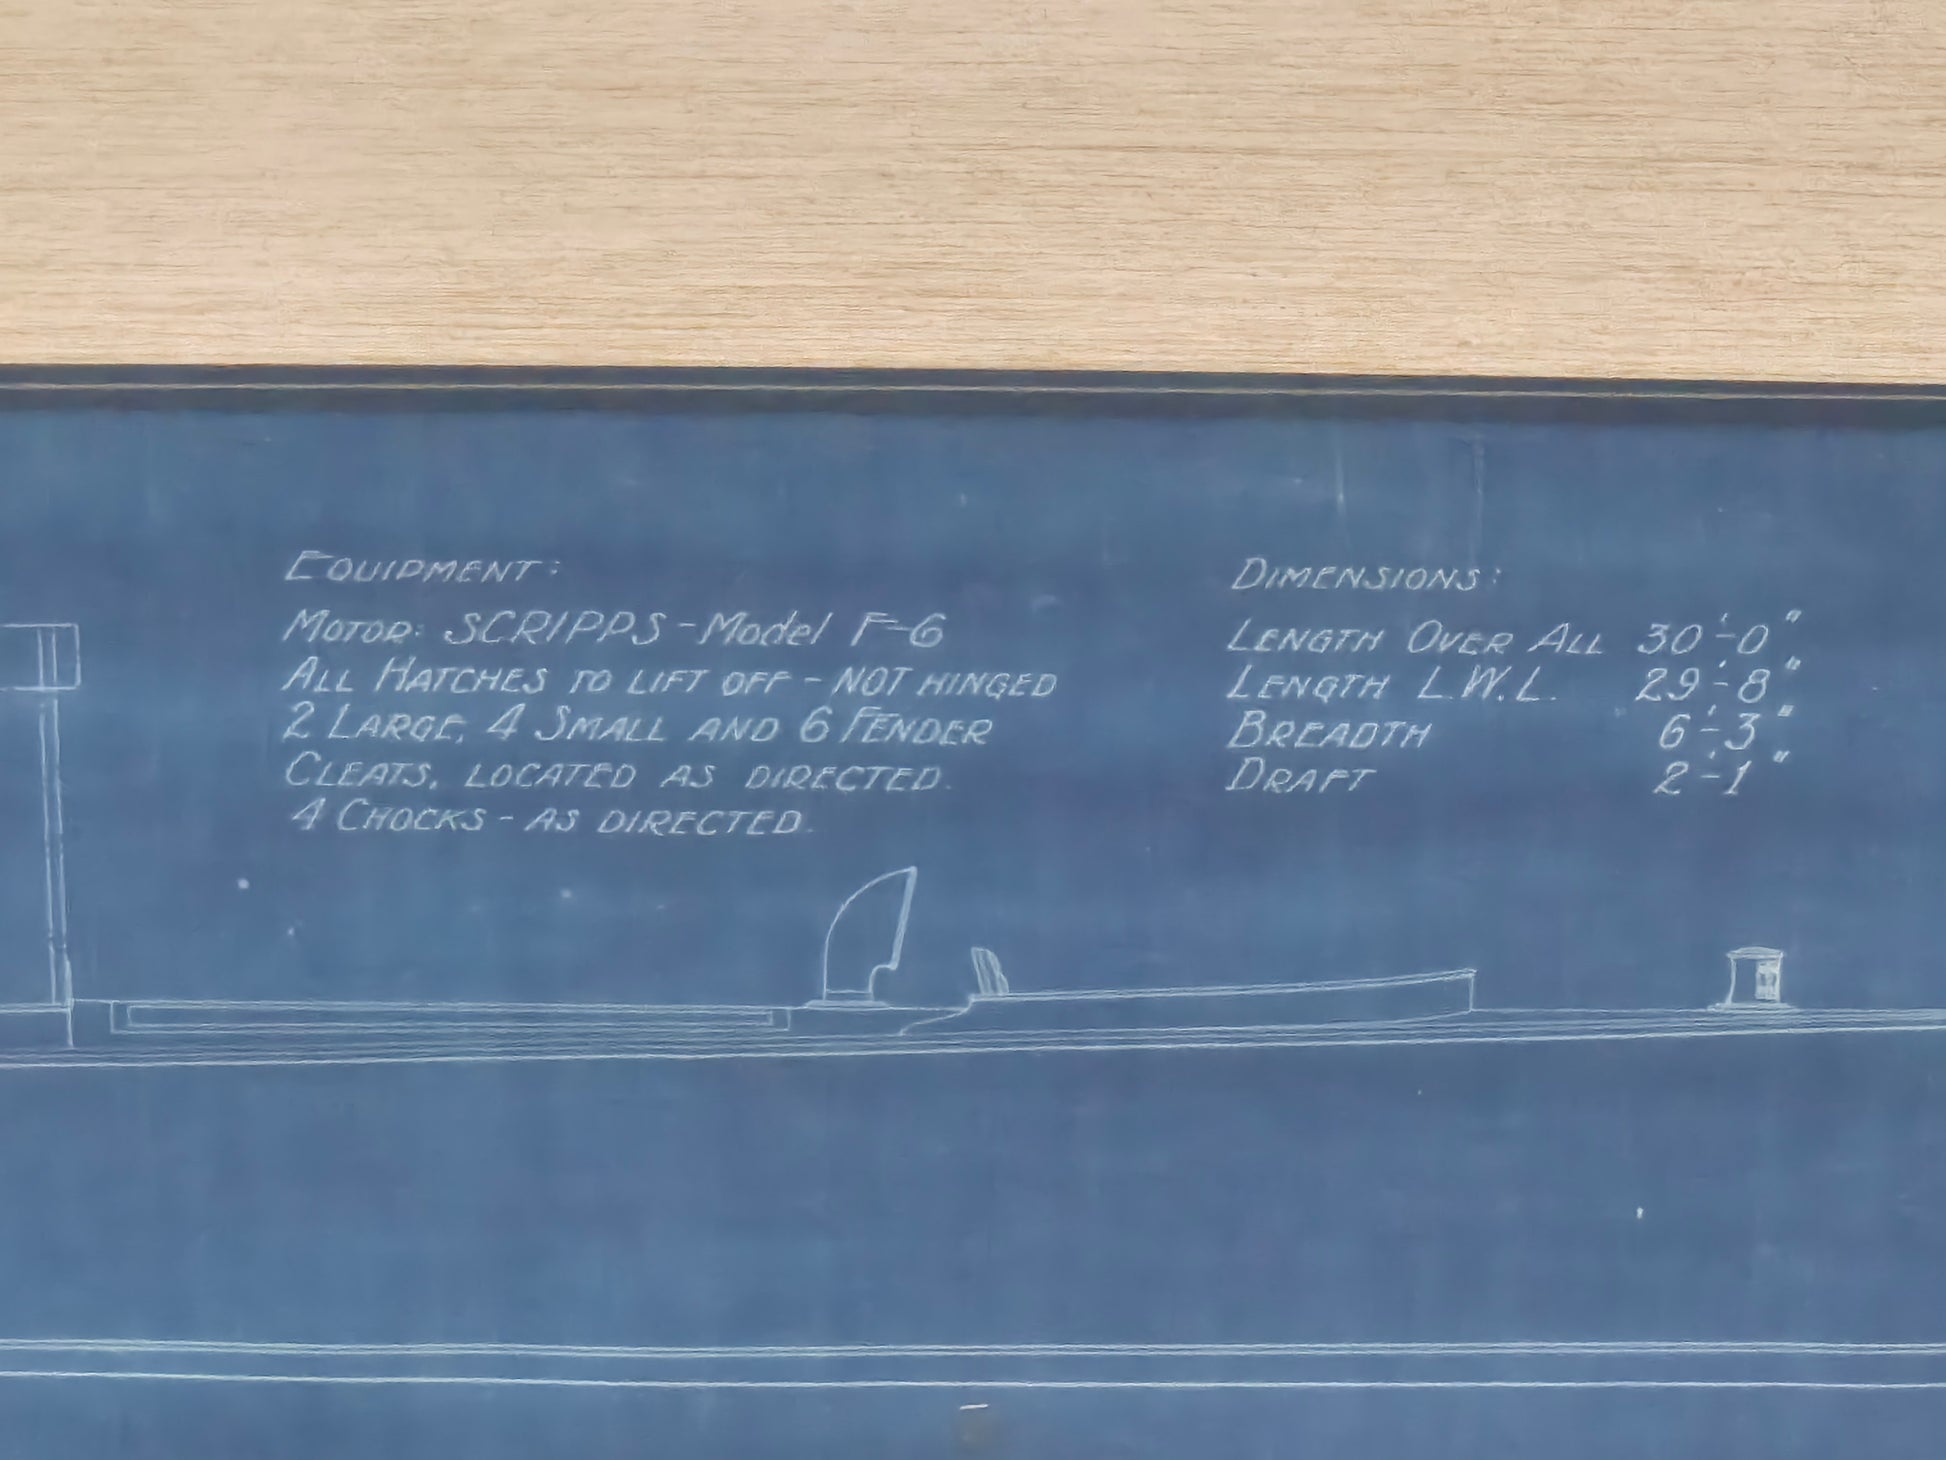 EQUIPMENT:
MOTOR: SCRIPPS - Model F-6
ALL HATCHES TO LIFT OFF - NOT HINGED
2 LARGE, 4 SMALL AND 6 FENDER
CLEATS, LOCATED AS DIRECTED.
4 CHOCKS - AS DIRECTED.
DIMENSIONS:
LENGTH OVER ALL 30'-0"
LENGTH L.W.L. 29'-8"
BREADTH 6'-3"
DRAFT 2'-1"